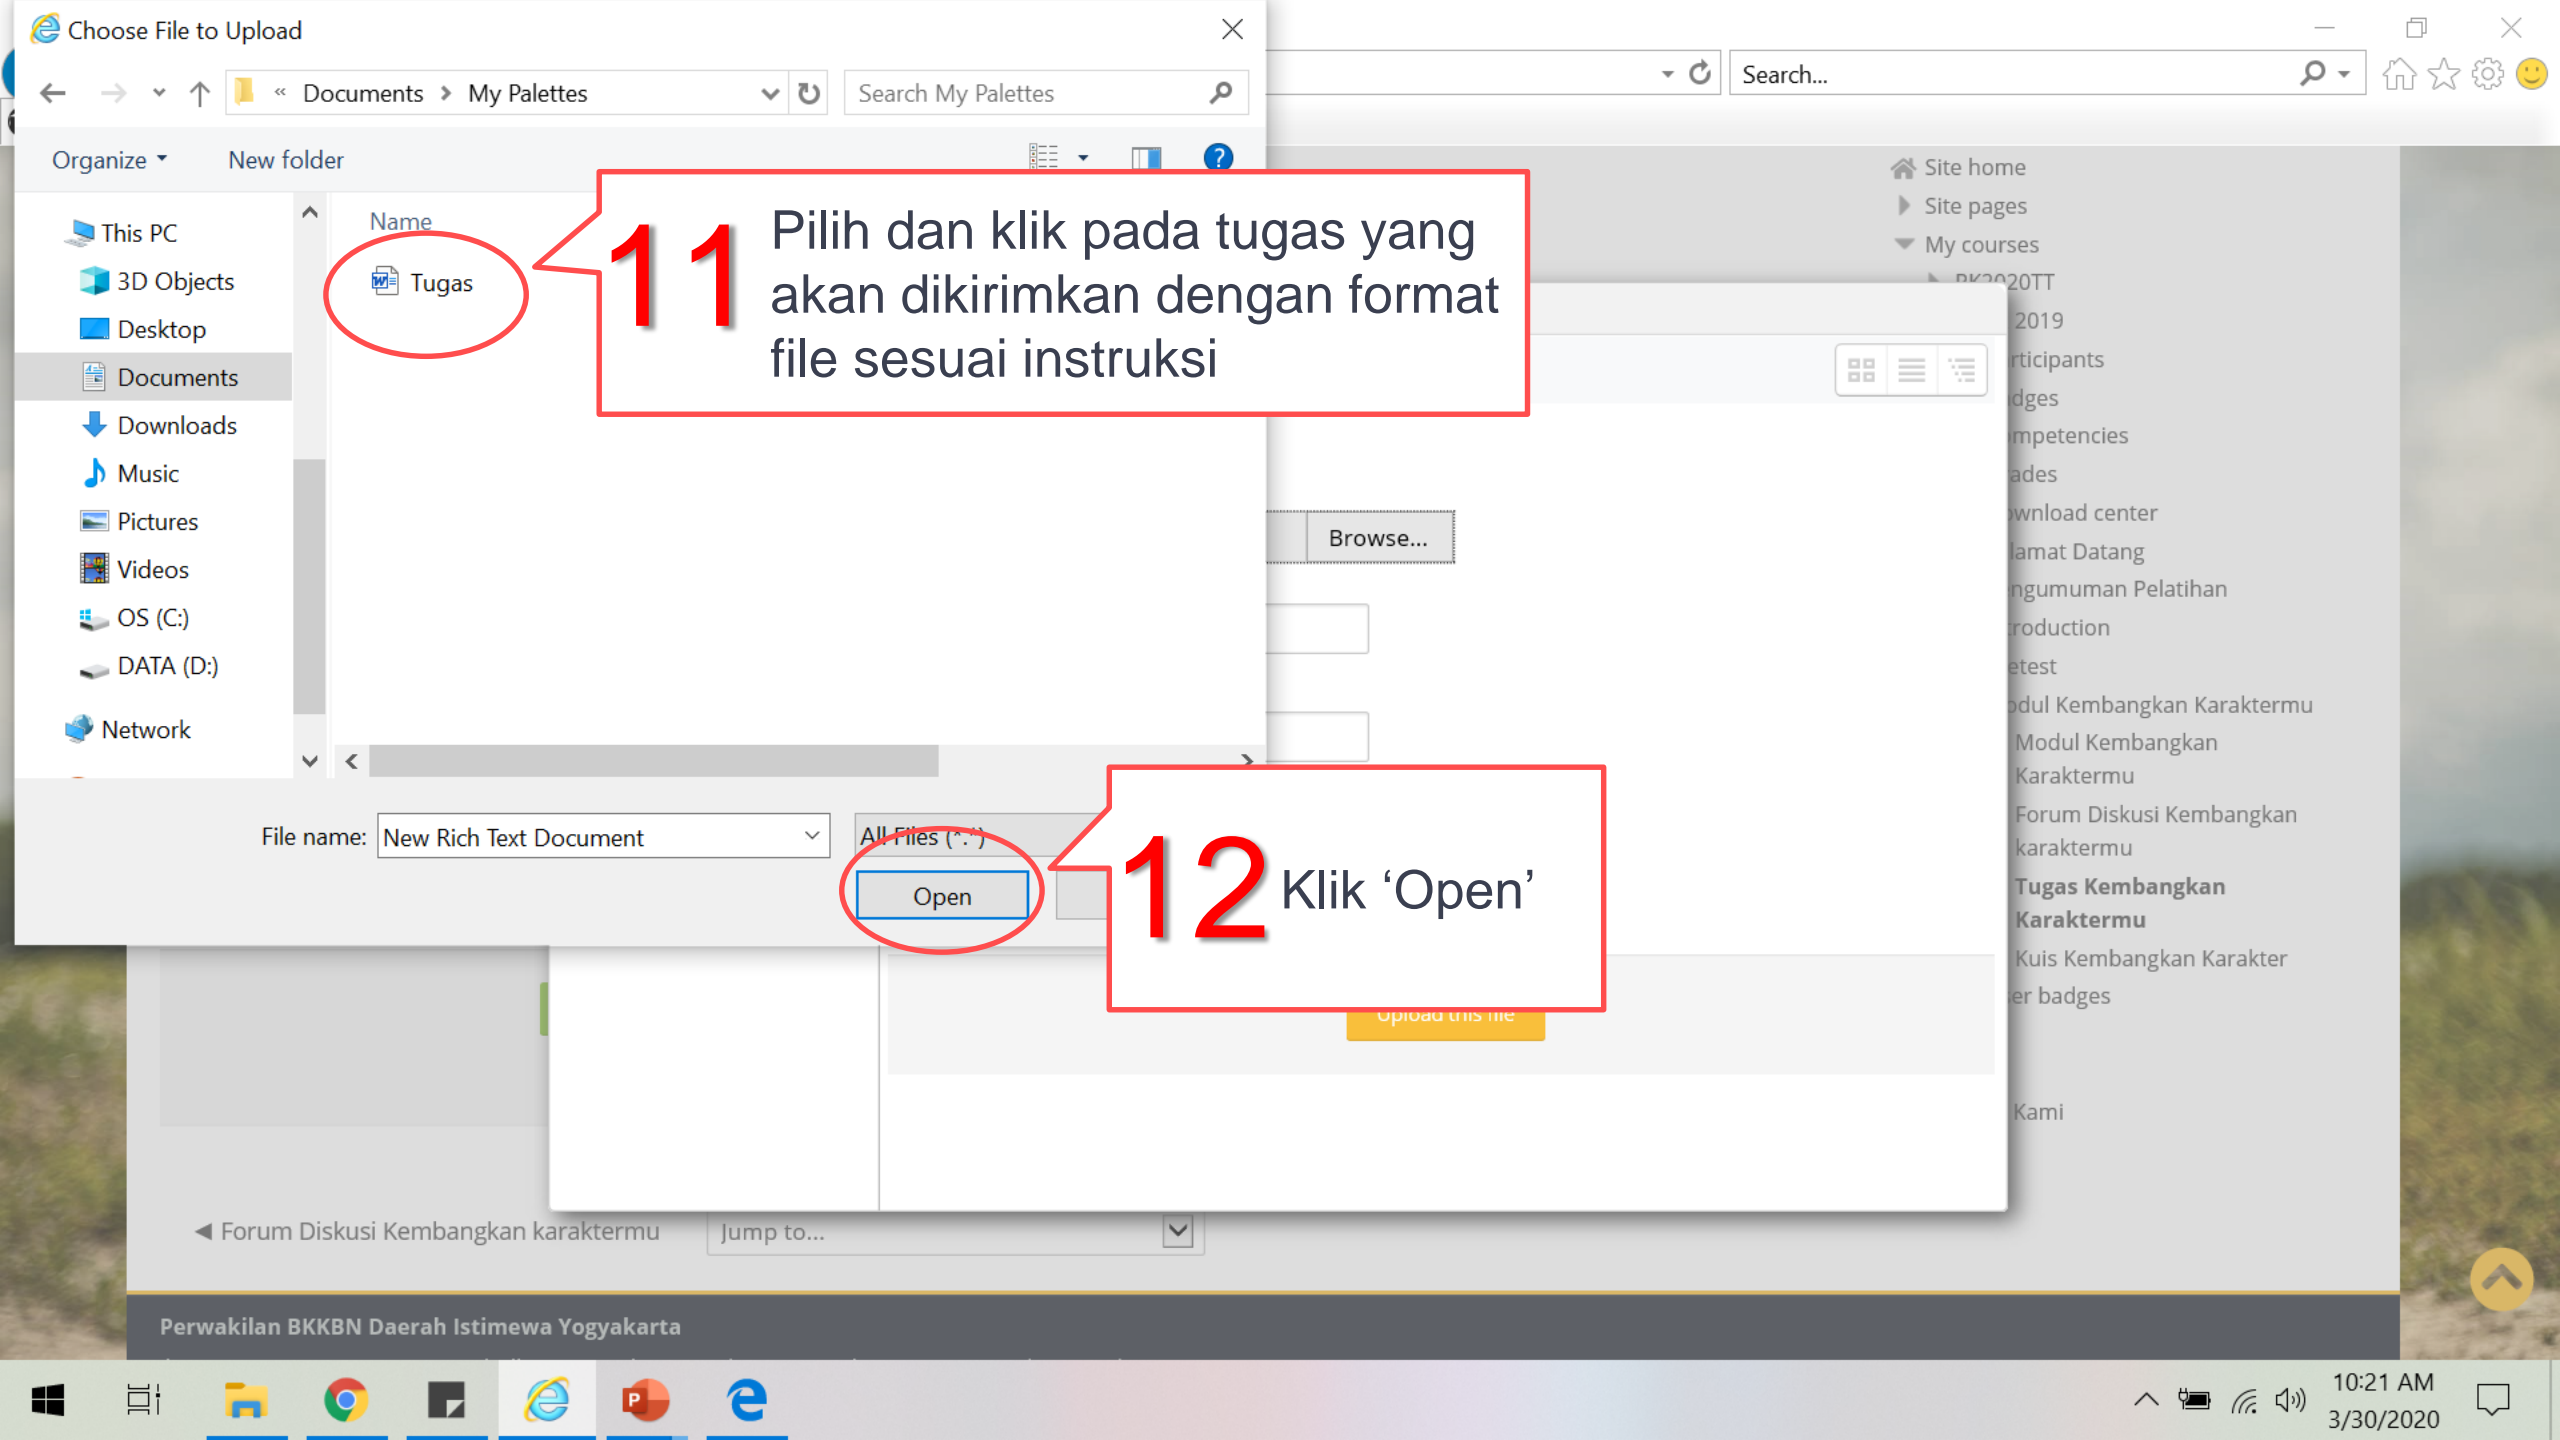 Choose File to Upload
« Documents > My Palettes
Search My Palettes
Search...
Organize
New folder
This PC
3D Objects
Desktop
Documents
Downloads
Music
Pictures
Videos
OS (C:)
DATA (D:)
Network
Name
Tugas
11
Pilih dan klik pada tugas yang
akan dikirimkan dengan format
file sesuai instruksi
File name: New Rich Text Document
All Files (*.*)
Open
12
Klik ‘Open’
Browse...
Upload this file
Site home
Site pages
My courses
PK2020TT
2019
rticipants
dges
mpetencies
ades
wnload center
lamat Datang
ngumuman Pelatihan
troduction
etest
dul Kembangkan Karaktermu
Modul Kembangkan
Karaktermu
Forum Diskusi Kembangkan
karaktermu
Tugas Kembangkan
Karaktermu
Kuis Kembangkan Karakter
er badges
Kami
◄ Forum Diskusi Kembangkan karaktermu
Jump to...
Perwakilan BKKBN Daerah Istimewa Yogyakarta
10:21 AM
3/30/2020